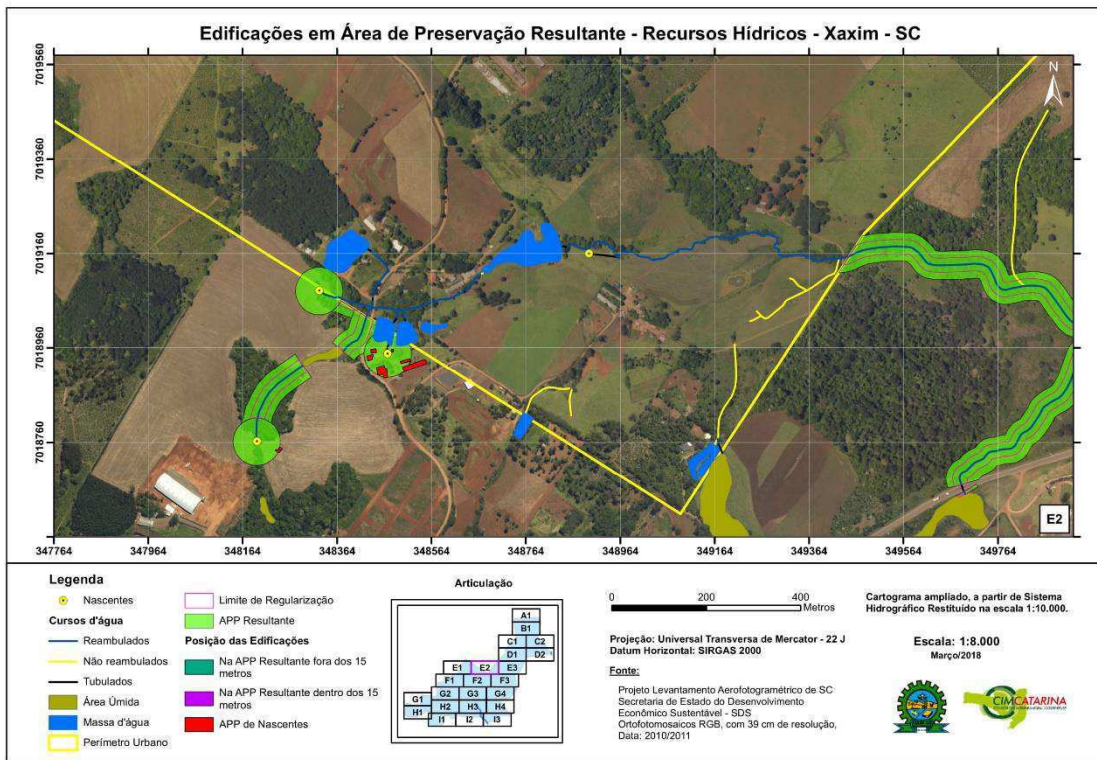 Edificações em Área de Preservação Resultante - Recursos Hídricos - Xaxim - SC
N
7019560
7019360
7019160
7018960
7018760
E2
347764
347964
348164
348364
348564
348764
348964
349164
349364
349564
349764
Legenda
Nascentes
Cursos d'água
Reambulados
Não reambulados
Tubulados
Área Úmida
Massa d'água
Perímetro Urbano
Limite de Regularização
APP Resultante
Posição das Edificações
Na APP Resultante fora dos 15
metros
Na APP Resultante dentro dos 15
metros
APP de Nascentes
Articulação
A1
B1
C1 C2
D1 D2
E1 E2 E3
F1 F2 F3
G1 G2 G3 G4
H1 H2 H3 H4
I1 I2 I3
0 200 400
Metros
Projeção: Universal Transversa de Mercator - 22 J
Datum Horizontal: SIRGAS 2000
Fonte:
Projeto Levantamento Aerofotogramétrico de SC
Secretaria de Estado do Desenvolvimento
Econômico Sustentável - SDS
Ortofotomosaicos RGB, com 39 cm de resolução,
Data: 2010/2011
Cartograma ampliado, a partir de Sistema
Hidrográfico Restituído na escala 1:10.000.
Escala: 1:8.000
Março/2018
CIMCATARINA